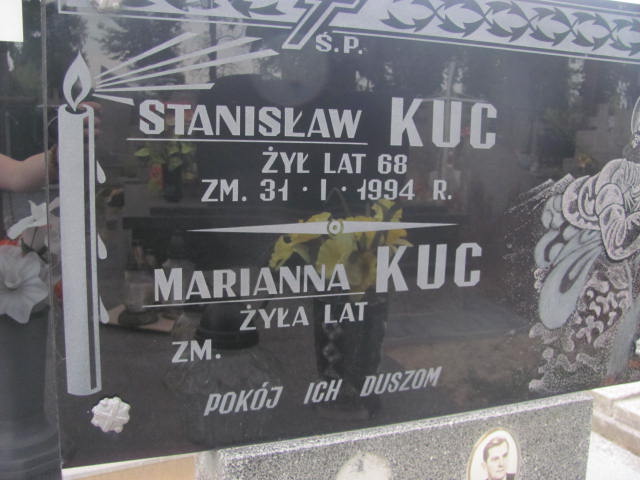 Ś.P.
STANISŁAW KUC
ŻYŁ LAT 68
ZM. 31 · I · 1994 R.
MARIANNA KUC
ŻYŁA LAT
ZM.
POKÓJ ICH DUSZOM